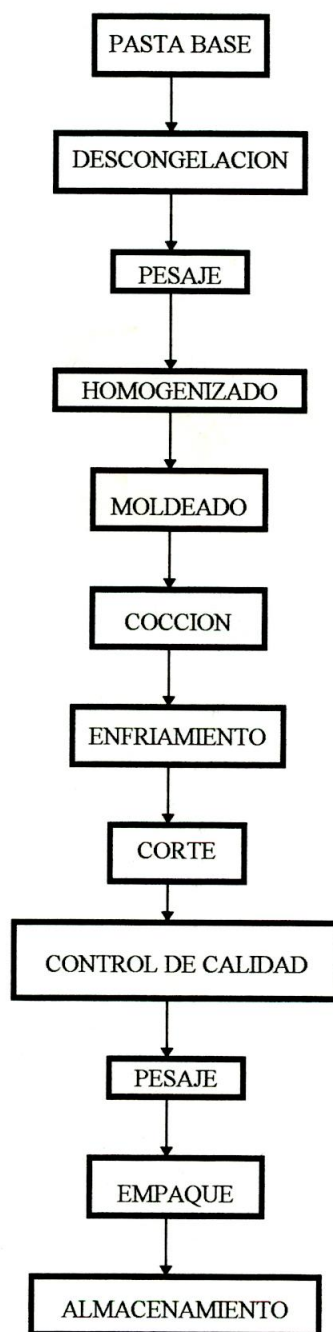 PASTA BASE
DESCONGELACION
PESAJE
HOMOGENIZADO
MOLDEADO
COCCION
ENFRIAMIENTO
CORTE
CONTROL DE CALIDAD
PESAJE
EMPAQUE
ALMACENAMIENTO